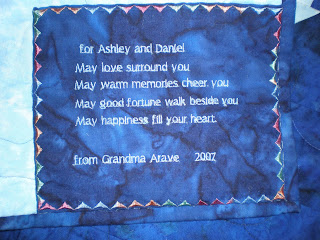 for Ashley and Daniel
May love surround you
May warm memories cheer you
May good fortune walk beside you
May happiness fill your heart.
from Grandma Arave 2007